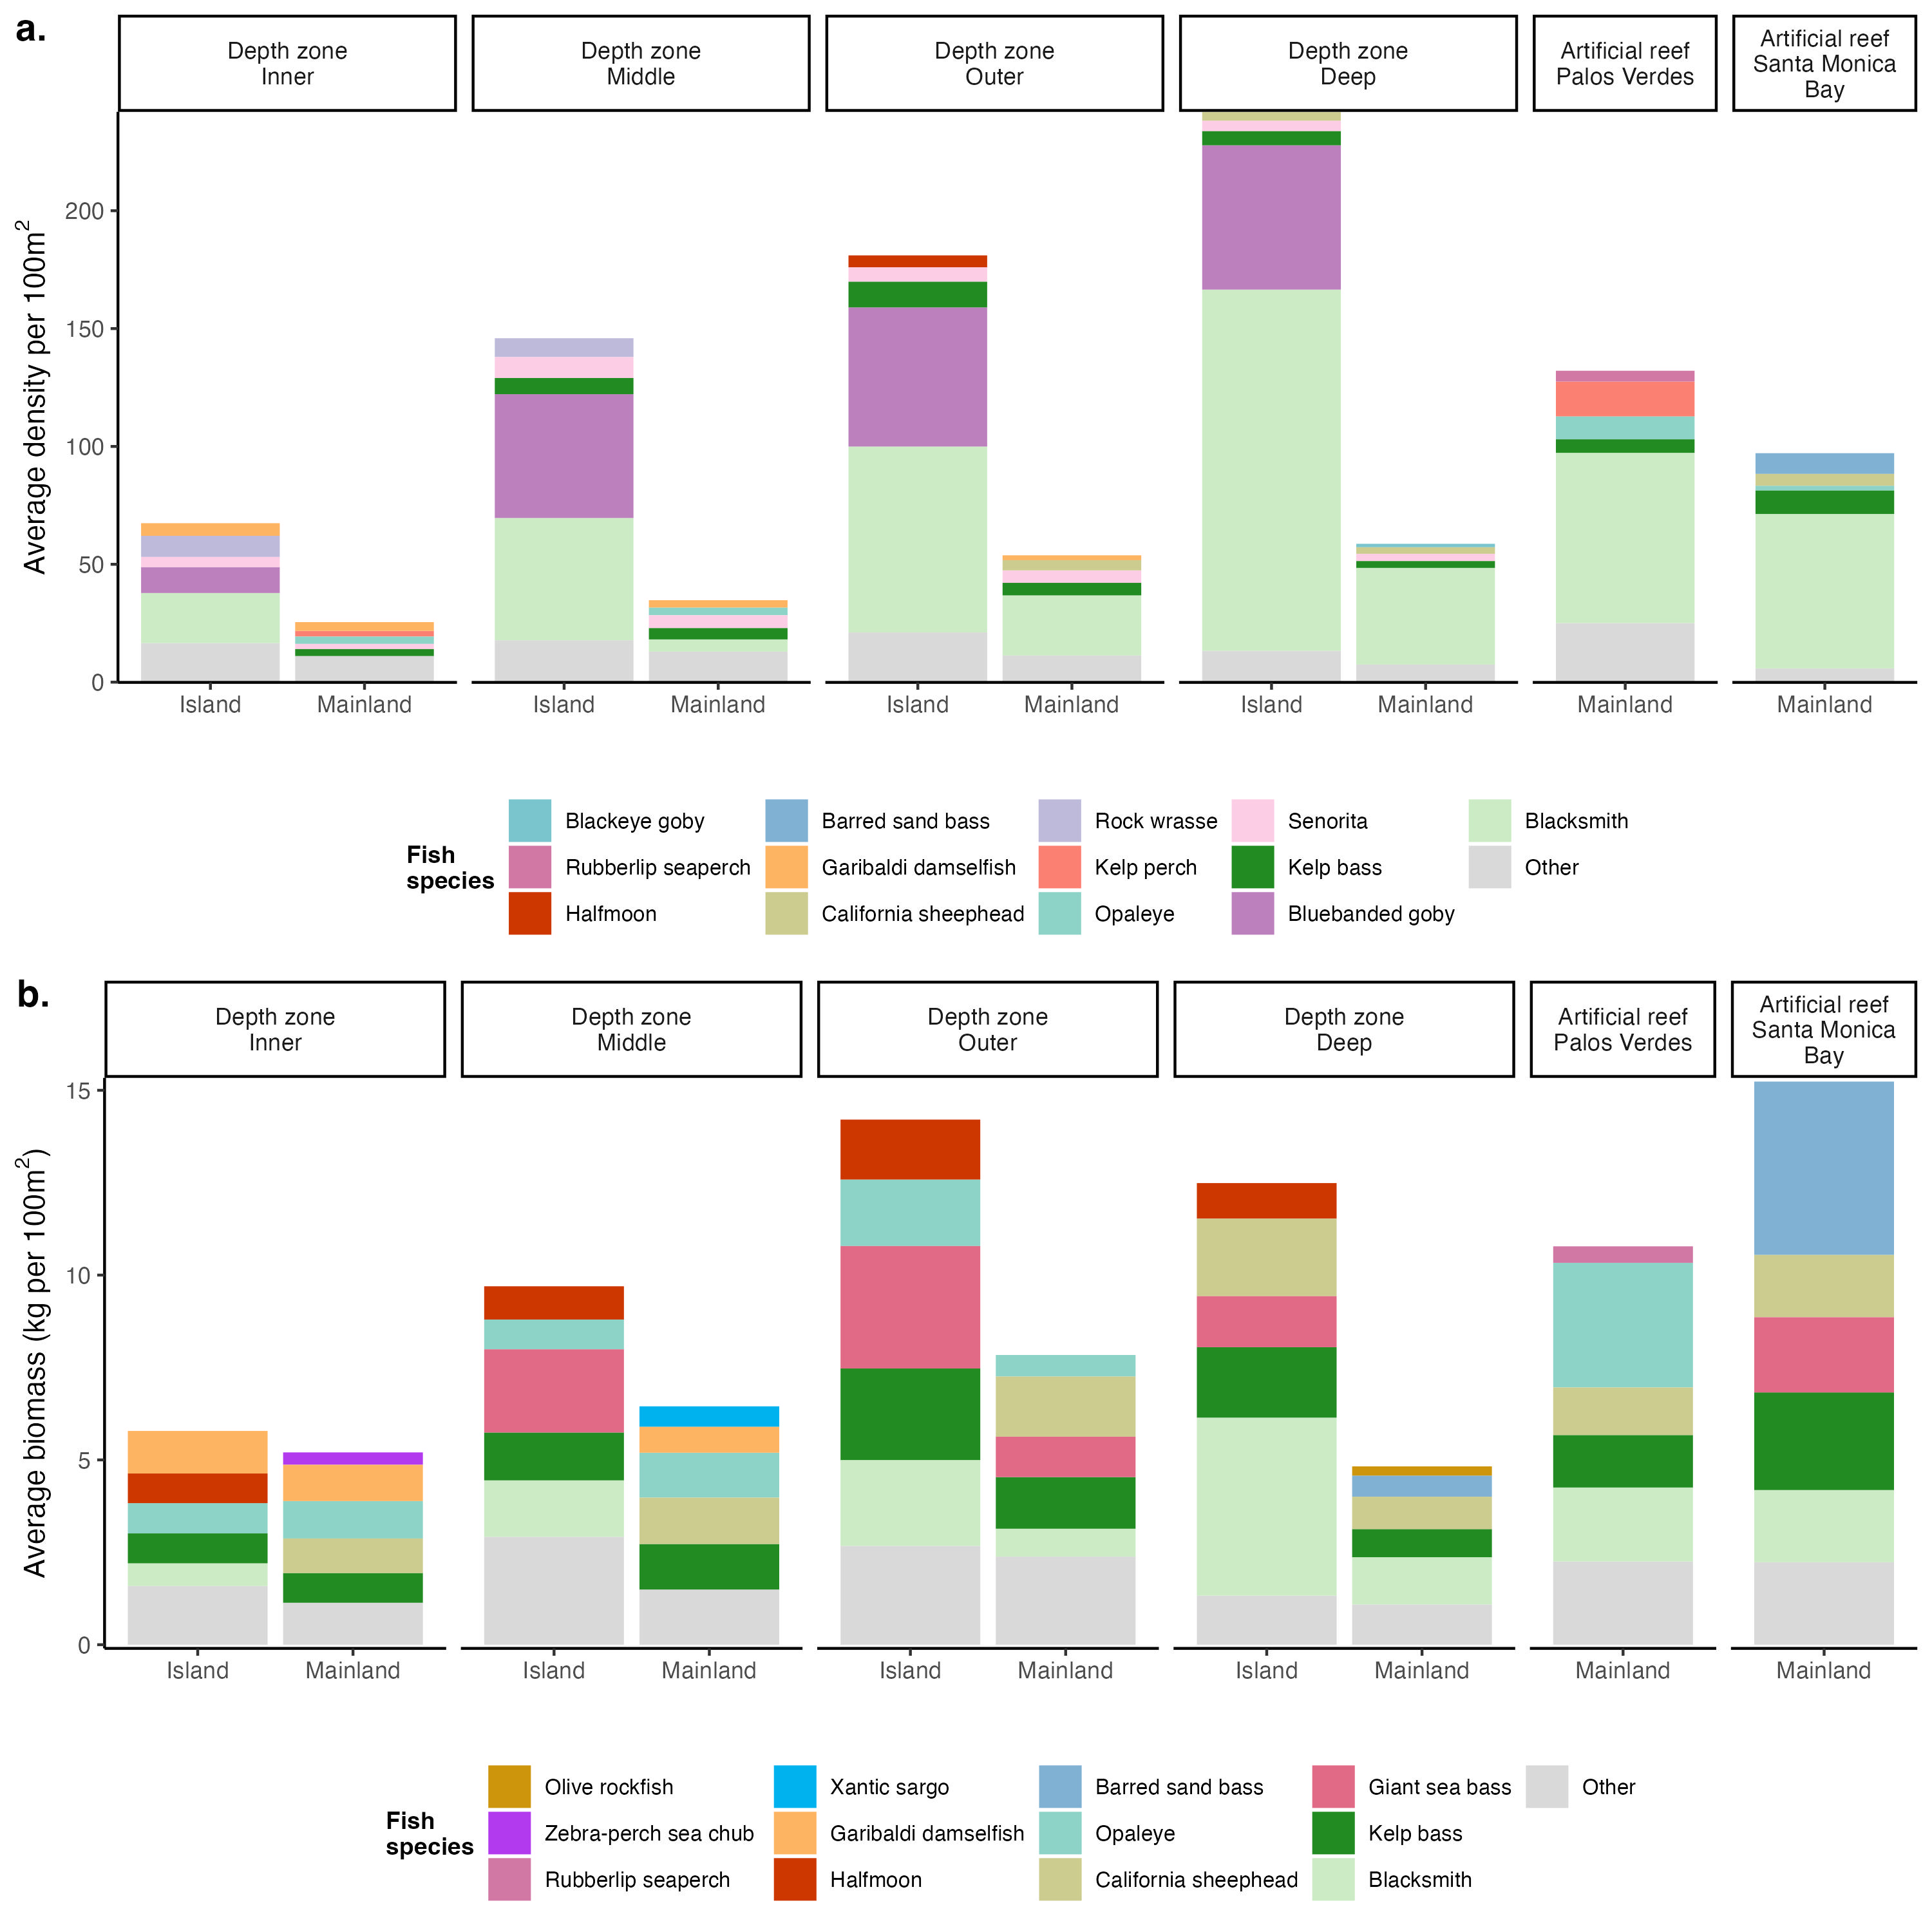 a.
Depth zone
Inner
Depth zone
Middle
Depth zone
Outer
Depth zone
Deep
Artificial reef
Palos Verdes
Artificial reef
Santa Monica
Bay
Average density per 100m²
200
150
100
50
0
Island
Mainland
Island
Mainland
Island
Mainland
Island
Mainland
Mainland
Mainland
Fish
species
Blackeye goby
Rubberlip seaperch
Halfmoon
Barred sand bass
Garibaldi damselfish
California sheephead
Rock wrasse
Kelp perch
Opaleye
Senorita
Kelp bass
Bluebanded goby
Blacksmith
Other
b.
Depth zone
Inner
Depth zone
Middle
Depth zone
Outer
Depth zone
Deep
Artificial reef
Palos Verdes
Artificial reef
Santa Monica
Bay
Average biomass (kg per 100m²)
15
10
5
0
Island
Mainland
Island
Mainland
Island
Mainland
Island
Mainland
Mainland
Mainland
Fish
species
Olive rockfish
Zebra-perch sea chub
Rubberlip seaperch
Xantic sargo
Garibaldi damselfish
Halfmoon
Barred sand bass
Opaleye
California sheephead
Giant sea bass
Kelp bass
Blacksmith
Other